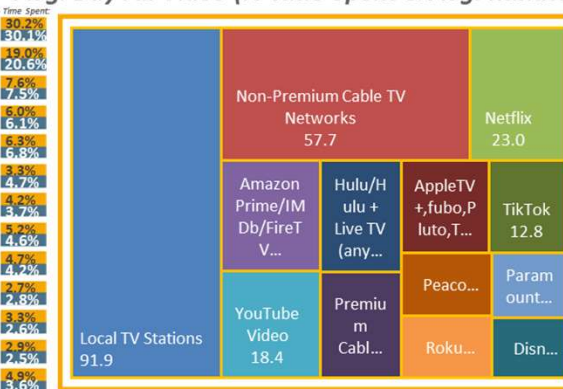 Time Spent:
30.2%
30.1%
19.0%
20.6%
7.6%
7.5%
6.0%
6.1%
6.3%
6.8%
3.3%
4.7%
4.2%
3.7%
5.2%
4.6%
4.7%
4.2%
2.7%
2.8%
3.3%
2.6%
2.9%
2.5%
4.9%
3.6%
Local TV Stations
91.9
Non-Premium Cable TV
Networks
57.7
Netflix
23.0
Amazon
Prime/IM
Db/FireT
V...
Hulu/H
ulu +
Live TV
(any...
AppleTV
+,fubo,P
luto,T...
TikTok
12.8
YouTube
Video
18.4
Premiu
m
Cabl...
Peaco...
Param
ount...
Roku...
Disn...